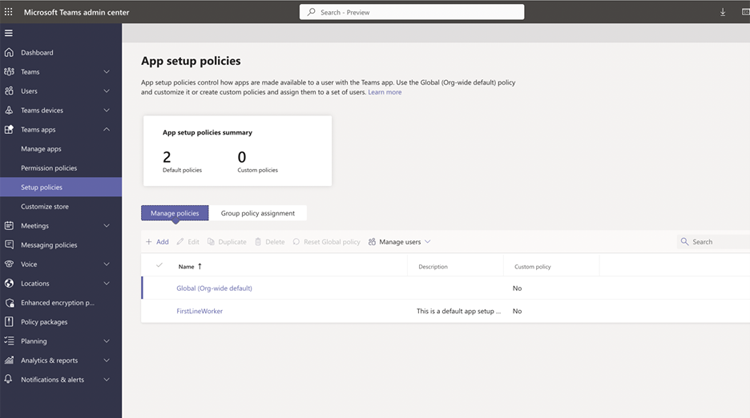 Microsoft Teams admin center
Search - Preview
Dashboard
Teams
Users
Teams devices
Teams apps
Manage apps
Permission policies
Setup policies
Customize store
Meetings
Messaging policies
Voice
Locations
Enhanced encryption p...
Policy packages
Planning
Analytics & reports
Notifications & alerts
App setup policies
App setup policies control how apps are made available to a user with the Teams app. Use the Global (Org-wide default) policy
and customize it or create custom policies and assign them to a set of users. Learn more
App setup policies summary
2 0
Default policies Custom policies
Manage policies Group policy assignment
Add Edit Duplicate Delete Reset Global policy Manage users Search
Name ↑ Description Custom policy
Global (Org-wide default) No
FirstLineWorker This is a default app setup ... No